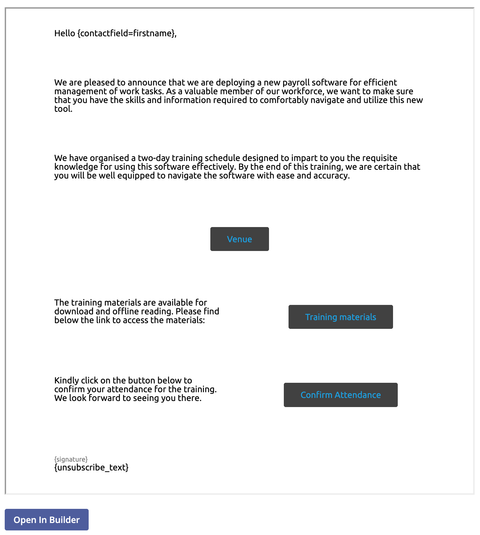 Hello {contactfield=firstname},
We are pleased to announce that we are deploying a new payroll software for efficient
management of work tasks. As a valuable member of our workforce, we want to make sure
that you have the skills and information required to comfortably navigate and utilize this new
tool.
We have organised a two-day training schedule designed to impart to you the requisite
knowledge for using this software effectively. By the end of this training, we are certain that
you will be well equipped to navigate the software with ease and accuracy.
Venue
The training materials are available for
download and offline reading. Please find
below the link to access the materials:
Training materials
Kindly click on the button below to
confirm your attendance for the training.
We look forward to seeing you there.
Confirm Attendance
{signature}
{unsubscribe_text}
Open In Builder